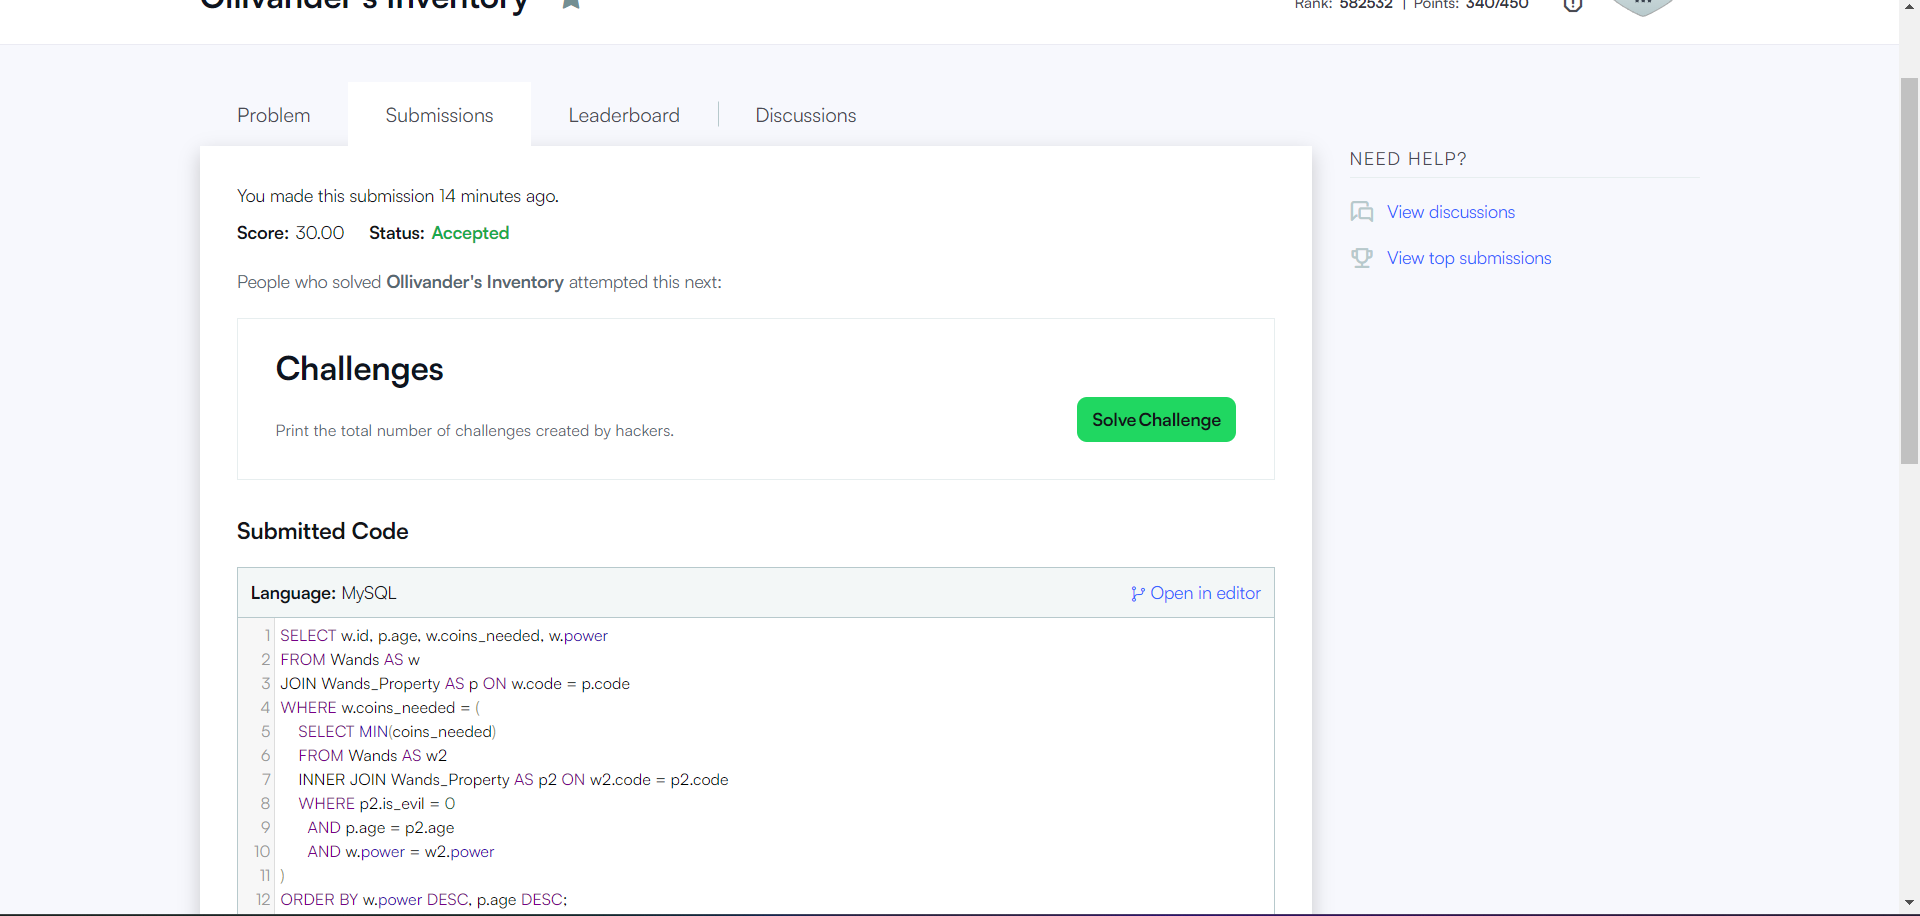 Ollivander's Inventory
Rank: 582532 | Points: 340/450
Problem
Submissions
Leaderboard
Discussions
You made this submission 14 minutes ago.
Score: 30.00 Status: Accepted
People who solved Ollivander's Inventory attempted this next:
Challenges
Print the total number of challenges created by hackers.
Solve Challenge
Submitted Code
Language: MySQL
Open in editor
1 SELECT w.id, p.age, w.coins_needed, w.power
2 FROM Wands AS w
3 JOIN Wands_Property AS p ON w.code = p.code
4 WHERE w.coins_needed = (
5 SELECT MIN(coins_needed)
6 FROM Wands AS w2
7 INNER JOIN Wands_Property AS p2 ON w2.code = p2.code
8 WHERE p2.is_evil = 0
9 AND p.age = p2.age
10 AND w.power = w2.power
11 )
12 ORDER BY w.power DESC, p.age DESC;
NEED HELP?
View discussions
View top submissions